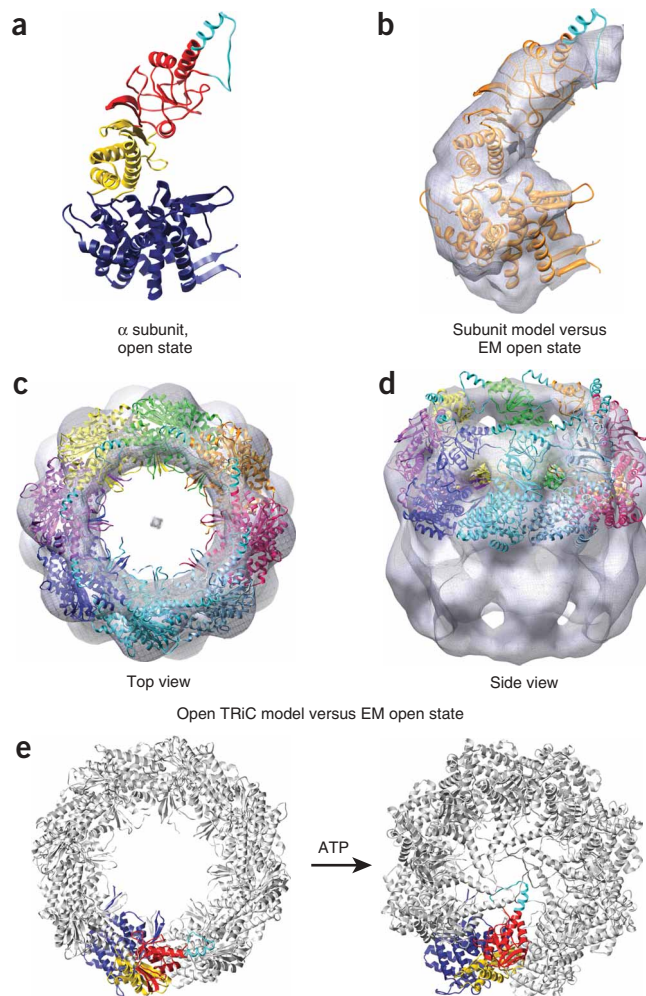 a
b
α subunit,
open state
Subunit model versus
EM open state
c
d
Top view
Side view
Open TRiC model versus EM open state
e
ATP